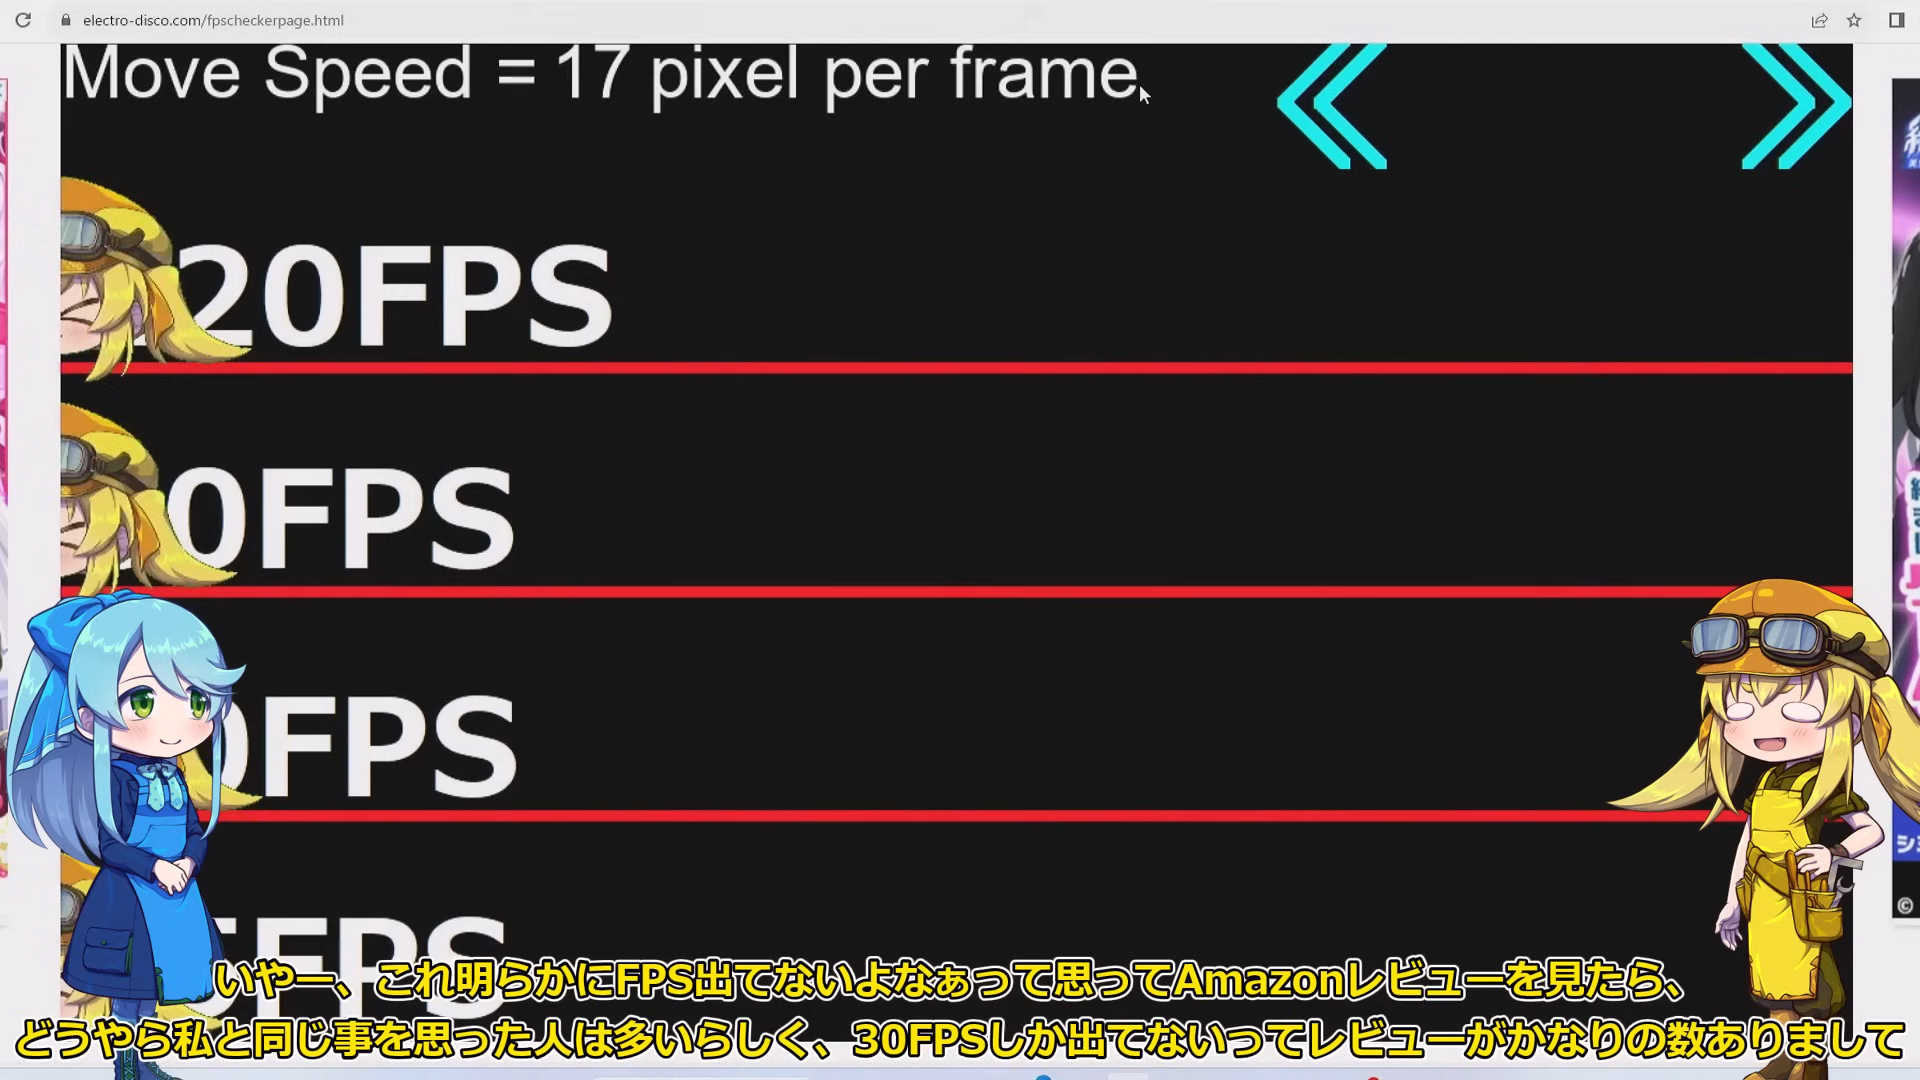 electro-disco.com/fpscheckerpage.html
Move Speed = 17 pixel per frame
20FPS
0FPS
0FPS
FPS
いやー、これ明らかにFPS出てないよなぁって思ってAmazonレビューを見たら、
どうやら私と同じ事を思った人は多いらしく、30FPSしか出てないってレビューがかなりの数ありまして